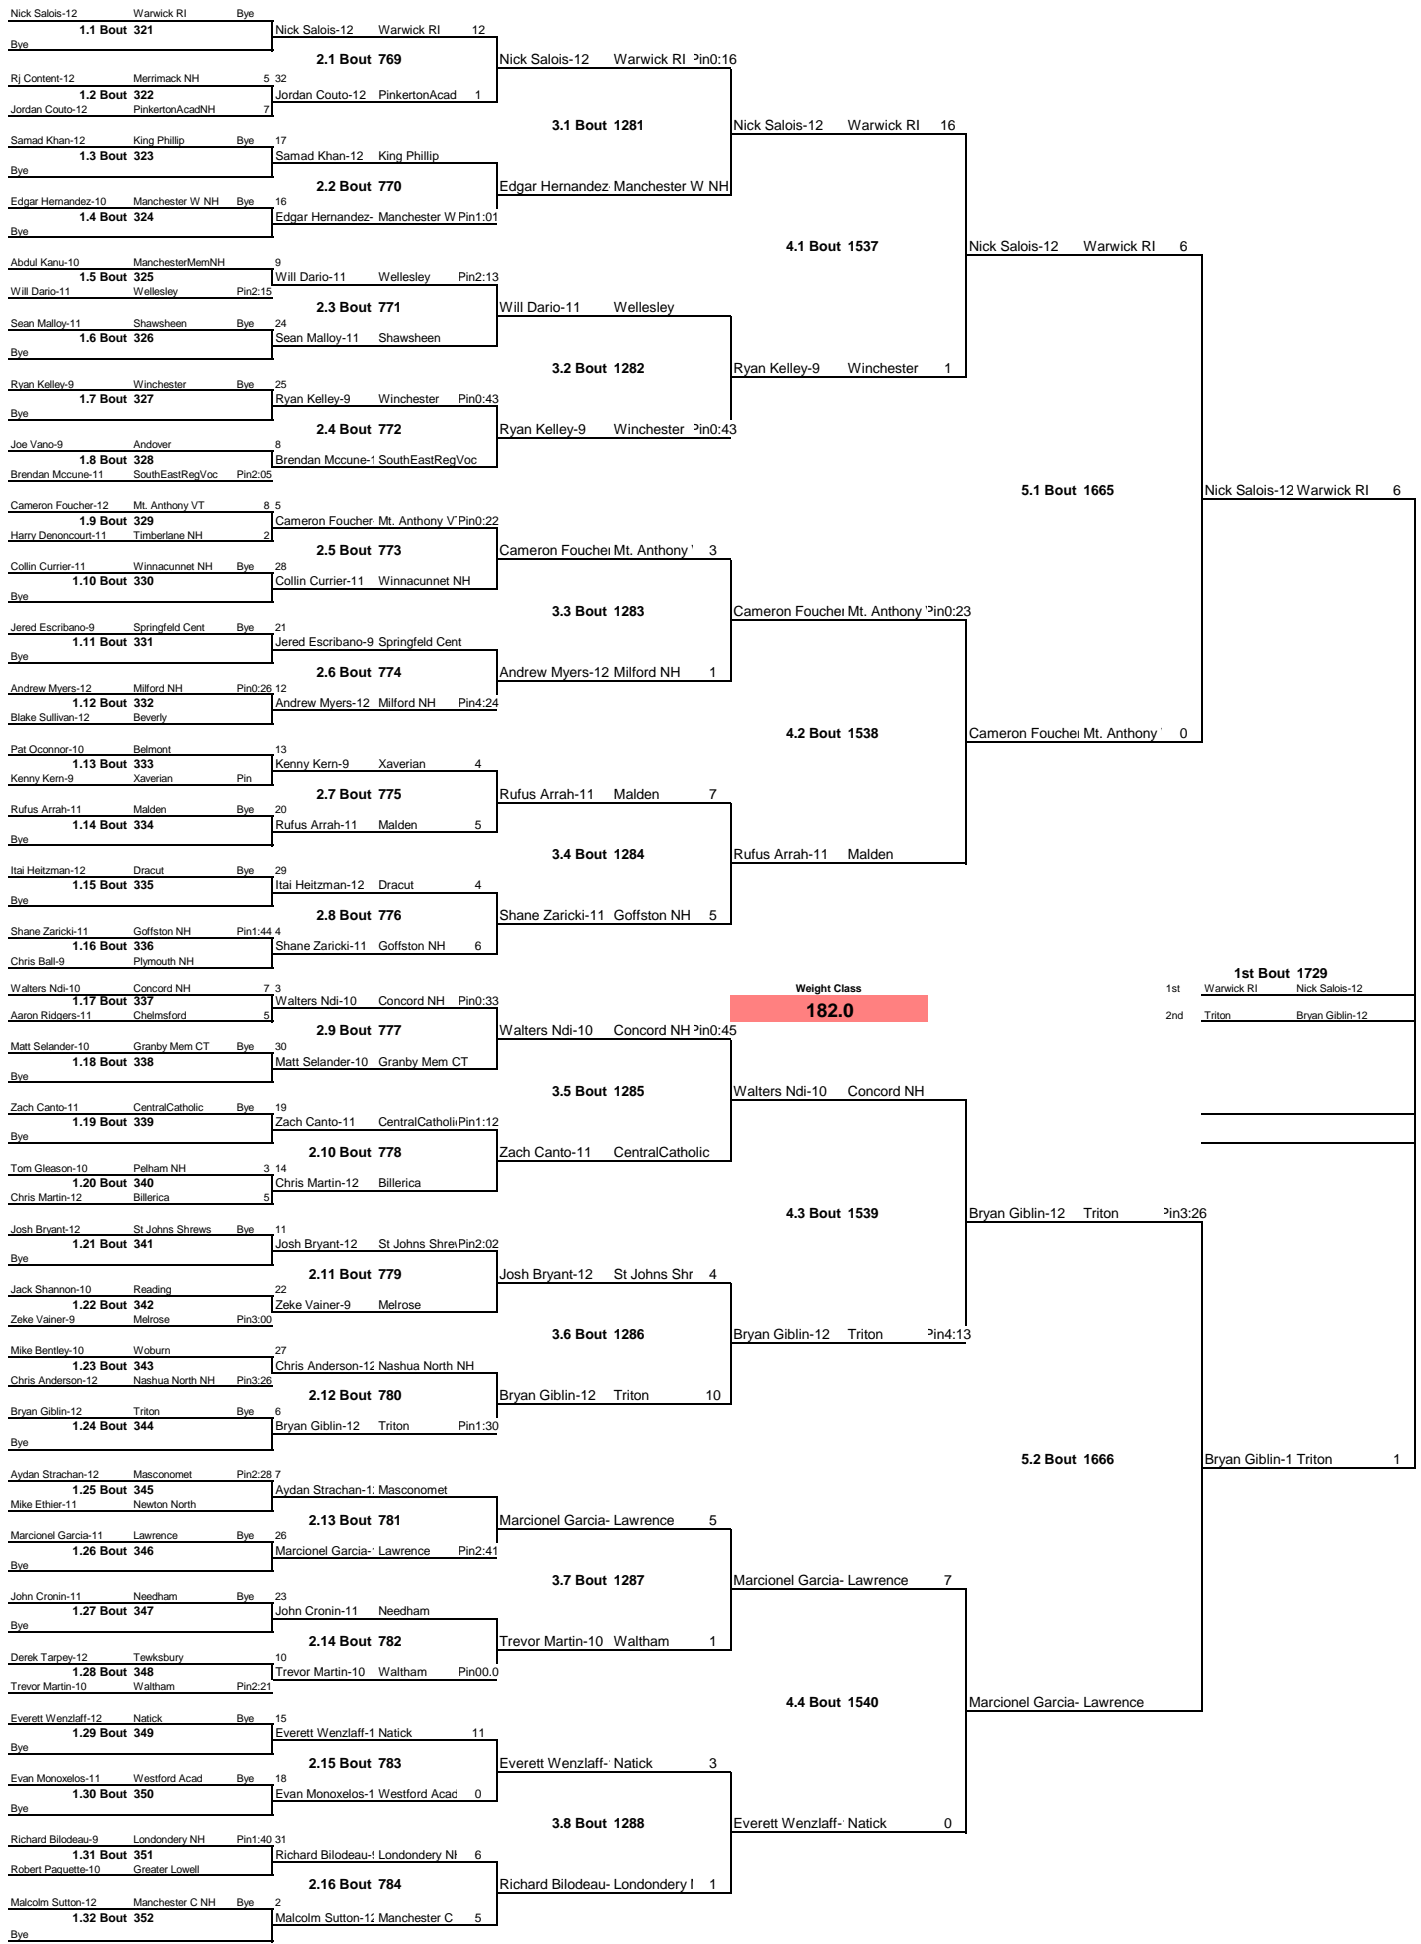 Nick Salois-12 Warwick RI Bye
1.1 Bout 321
Bye
Rj Content-12 Merrimack NH 5 32
1.2 Bout 322
Jordan Couto-12 PinkertonAcadNH 7
Samad Khan-12 King Phillip Bye 17
1.3 Bout 323
Bye
Edgar Hernandez-10 Manchester W NH Bye 16
1.4 Bout 324
Bye
Abdul Kanu-10 ManchesterMemNH 9
1.5 Bout 325
Will Dario-11 Wellesley Pin2:15
Sean Malloy-11 Shawsheen Bye 24
1.6 Bout 326
Bye
Ryan Kelley-9 Winchester Bye 25
1.7 Bout 327
Bye
Joe Vano-9 Andover 8
1.8 Bout 328
Brendan Mccune-11 SouthEastRegVoc Pin2:05
Cameron Foucher-12 Mt. Anthony VT 8 5
1.9 Bout 329
Harry Denoncourt-11 Timberlane NH 2
Collin Currier-11 Winnacunnet NH Bye 28
1.10 Bout 330
Bye
Jered Escribano-9 Springfeld Cent Bye 21
1.11 Bout 331
Bye
Andrew Myers-12 Milford NH Pin0:26 12
1.12 Bout 332
Blake Sullivan-12 Beverly
Pat Oconnor-10 Belmont 13
1.13 Bout 333
Kenny Kern-9 Xaverian Pin
Rufus Arrah-11 Malden Bye 20
1.14 Bout 334
Bye
Itai Heitzman-12 Dracut Bye 29
1.15 Bout 335
Bye
Shane Zaricki-11 Goffston NH Pin1:44 4
1.16 Bout 336
Chris Ball-9 Plymouth NH
Walters Ndi-10 Concord NH 7 3
1.17 Bout 337
Aaron Ridgers-11 Chelmsford 5
Matt Selander-10 Granby Mem CT Bye 30
1.18 Bout 338
Bye
Zach Canto-11 CentralCatholic Bye 19
1.19 Bout 339
Bye
Tom Gleason-10 Pelham NH 3 14
1.20 Bout 340
Chris Martin-12 Billerica 5
Josh Bryant-12 St Johns Shrews Bye 11
1.21 Bout 341
Bye
Jack Shannon-10 Reading 22
1.22 Bout 342
Zeke Vainer-9 Melrose Pin3:00
Mike Bentley-10 Woburn 27
1.23 Bout 343
Chris Anderson-12 Nashua North NH Pin3:26
Bryan Giblin-12 Triton Bye 6
1.24 Bout 344
Bye
Aydan Strachan-12 Masconomet Pin2:28 7
1.25 Bout 345
Mike Ethier-11 Newton North
Marcionel Garcia-11 Lawrence Bye 26
1.26 Bout 346
Bye
John Cronin-11 Needham Bye 23
1.27 Bout 347
Bye
Derek Tarpey-12 Tewksbury 10
1.28 Bout 348
Trevor Martin-10 Waltham Pin2:21
Everett Wenzlaff-12 Natick Bye 15
1.29 Bout 349
Bye
Evan Monoxelos-11 Westford Acad Bye 18
1.30 Bout 350
Bye
Richard Bilodeau-9 Londondery NH Pin1:40 31
1.31 Bout 351
Robert Paquette-10 Greater Lowell
Malcolm Sutton-12 Manchester C NH Bye 2
1.32 Bout 352
Bye
Nick Salois-12 Warwick RI 12
2.1 Bout 769
Jordan Couto-12 PinkertonAcad 1
Samad Khan-12 King Phillip
2.2 Bout 770
Edgar Hernandez- Manchester W Pin1:01
Will Dario-11 Wellesley Pin2:13
2.3 Bout 771
Sean Malloy-11 Shawsheen
Ryan Kelley-9 Winchester Pin0:43
2.4 Bout 772
Brendan Mccune-1 SouthEastRegVoc
Cameron Foucher Mt. Anthony V Pin0:22
2.5 Bout 773
Collin Currier-11 Winnacunnet NH
Jered Escribano-9 Springfeld Cent
2.6 Bout 774
Andrew Myers-12 Milford NH Pin4:24
Kenny Kern-9 Xaverian 4
2.7 Bout 775
Rufus Arrah-11 Malden 5
Itai Heitzman-12 Dracut 4
2.8 Bout 776
Shane Zaricki-11 Goffston NH 6
Walters Ndi-10 Concord NH Pin0:33
2.9 Bout 777
Matt Selander-10 Granby Mem CT
Zach Canto-11 CentralCatholi Pin1:12
2.10 Bout 778
Chris Martin-12 Billerica
Josh Bryant-12 St Johns Shre Pin2:02
2.11 Bout 779
Zeke Vainer-9 Melrose
Chris Anderson-12 Nashua North NH
2.12 Bout 780
Bryan Giblin-12 Triton Pin1:30
Aydan Strachan-1 Masconomet
2.13 Bout 781
Marcionel Garcia- Lawrence Pin2:41
John Cronin-11 Needham
2.14 Bout 782
Trevor Martin-10 Waltham Pin00.0
Everett Wenzlaff-1 Natick 11
2.15 Bout 783
Evan Monoxelos-1 Westford Acad 0
Richard Bilodeau- Londondery N 6
2.16 Bout 784
Malcolm Sutton-12 Manchester C 5
Nick Salois-12 Warwick RI Pin0:16
3.1 Bout 1281
Edgar Hernandez Manchester W NH
Will Dario-11 Wellesley
3.2 Bout 1282
Ryan Kelley-9 Winchester Pin0:43
Cameron Foucher Mt. Anthony 3
3.3 Bout 1283
Andrew Myers-12 Milford NH 1
Rufus Arrah-11 Malden 7
3.4 Bout 1284
Shane Zaricki-11 Goffston NH 5
Walters Ndi-10 Concord NH Pin0:45
3.5 Bout 1285
Zach Canto-11 CentralCatholic
Josh Bryant-12 St Johns Shr 4
3.6 Bout 1286
Bryan Giblin-12 Triton 10
Marcionel Garcia- Lawrence 5
3.7 Bout 1287
Trevor Martin-10 Waltham 1
Everett Wenzlaff- Natick 3
3.8 Bout 1288
Richard Bilodeau- Londondery 1
Nick Salois-12 Warwick RI 16
4.1 Bout 1537
Ryan Kelley-9 Winchester 1
Cameron Foucher Mt. Anthony Pin0:23
4.2 Bout 1538
Rufus Arrah-11 Malden
Weight Class
182.0
Walters Ndi-10 Concord NH
4.3 Bout 1539
Bryan Giblin-12 Triton Pin4:13
Marcionel Garcia- Lawrence 7
4.4 Bout 1540
Everett Wenzlaff- Natick 0
Nick Salois-12 Warwick RI 6
5.1 Bout 1665
Cameron Foucher Mt. Anthony 0
Bryan Giblin-12 Triton Pin3:26
5.2 Bout 1666
Marcionel Garcia- Lawrence
Nick Salois-12 Warwick RI 6
1st Bout 1729
1st Warwick RI Nick Salois-12
2nd Triton Bryan Giblin-12
Bryan Giblin-1 Triton 1